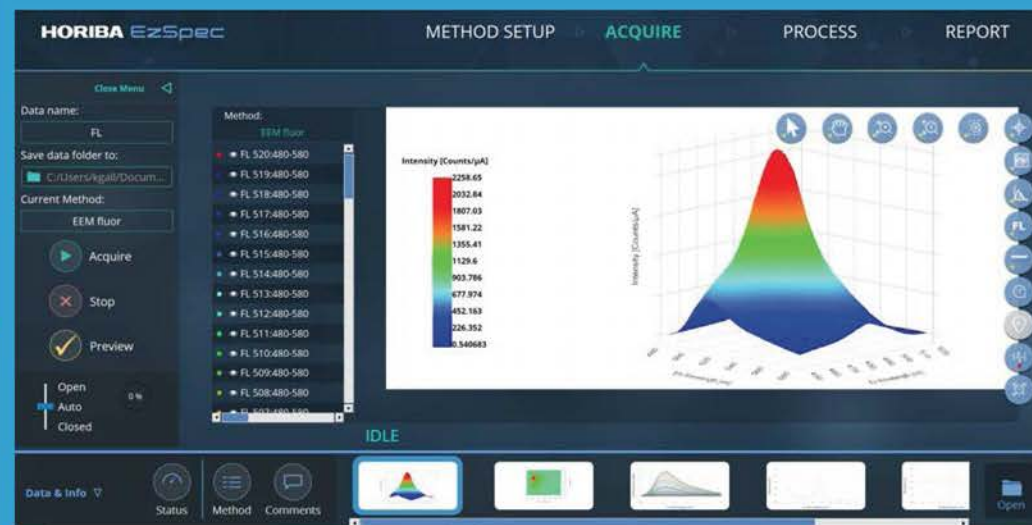 HORIBA EzSpec
METHOD SETUP
ACQUIRE
PROCESS
REPORT
Close Menu
Data name:
FL
Save data folder to:
C:/Users/kgall/Docum...
Current Method:
EEM fluor
Acquire
Stop
Preview
Open
Auto
Closed
0 %
Method:
EEM fluor
FL 520:480-580
FL 519:480-580
FL 518:480-580
FL 517:480-580
FL 516:480-580
FL 515:480-580
FL 514:480-580
FL 513:480-580
FL 512:480-580
FL 511:480-580
FL 510:480-580
FL 509:480-580
FL 508:480-580
FL 507:480-580
Intensity [Counts/µA]
2258.65
2032.84
1807.03
1581.22
1355.41
1129.6
903.786
677.974
452.163
226.352
0.540683
Intensity [Counts/µA]
FL
IDLE
Data & Info
Status
Method
Comments
Open